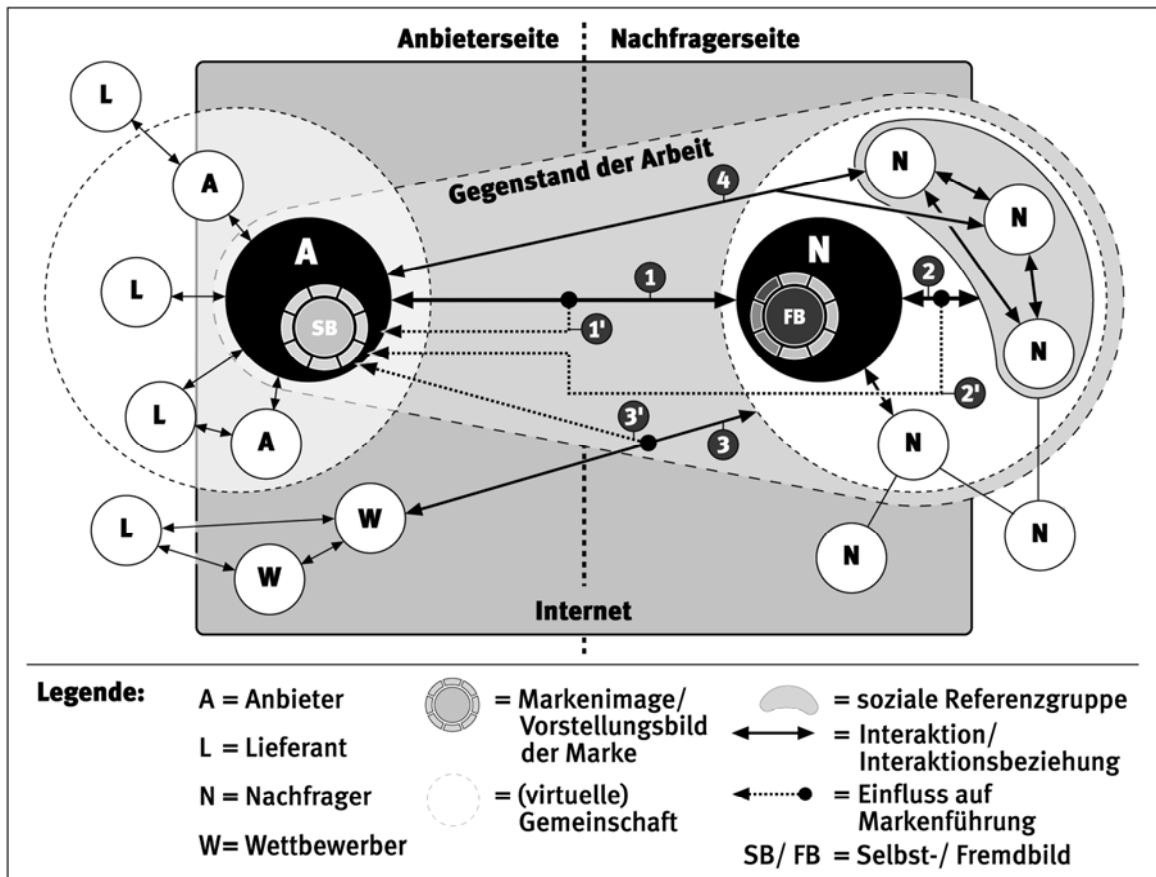 Anbieterseite Nachfragerseite
L
A
L
L
A
L
W
W
Gegenstand der Arbeit
A
SB
N
FB
4
1
1'
2
2'
3'
3
N
N
N
N
N
N
Internet
Legende:
A = Anbieter
L = Lieferant
N = Nachfrager
W= Wettbewerber
= Markenimage/
Vorstellungsbild
der Marke
= (virtuelle)
Gemeinschaft
= soziale Referenzgruppe
= Interaktion/
Interaktionsbeziehung
= Einfluss auf
Markenführung
SB/ FB = Selbst-/ Fremdbild